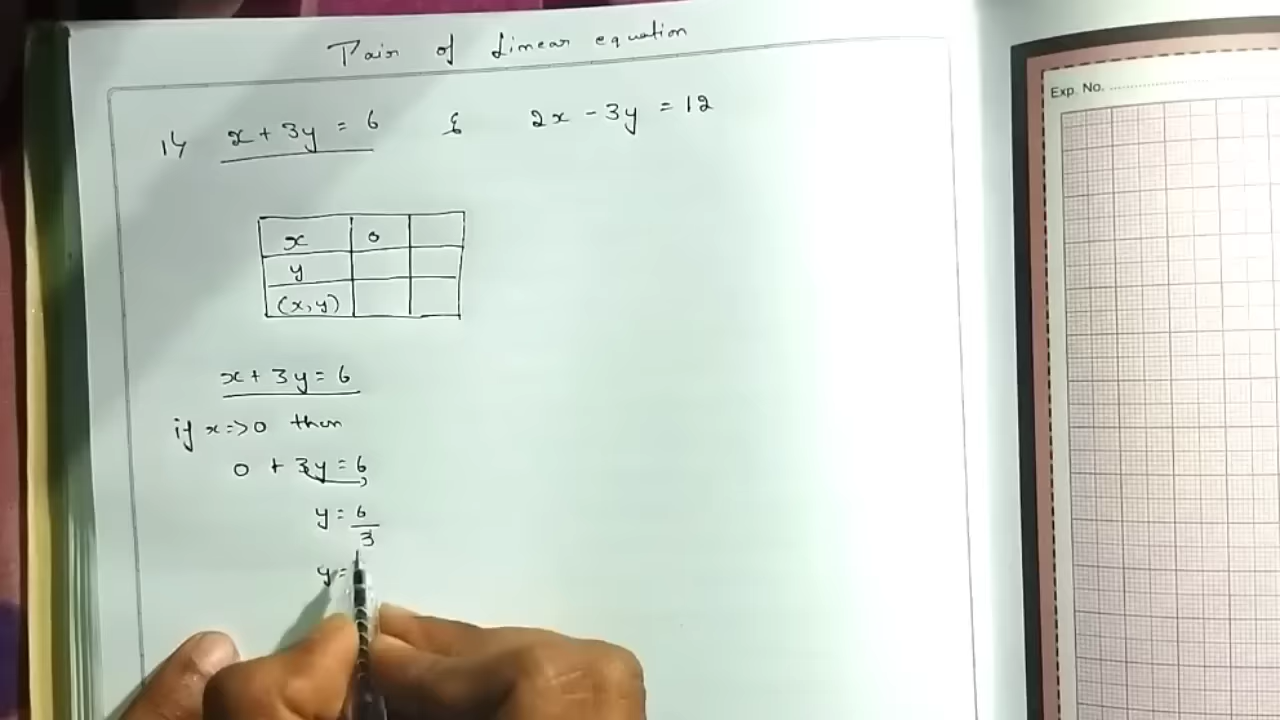 Pair of Linear equation
1) x + 3y = 6 & 2x - 3y = 12
x 0
y
(x, y)
x + 3y = 6
if x => 0 then
0 + 3y = 6
y = 6/3
y =
Exp. No. ....................